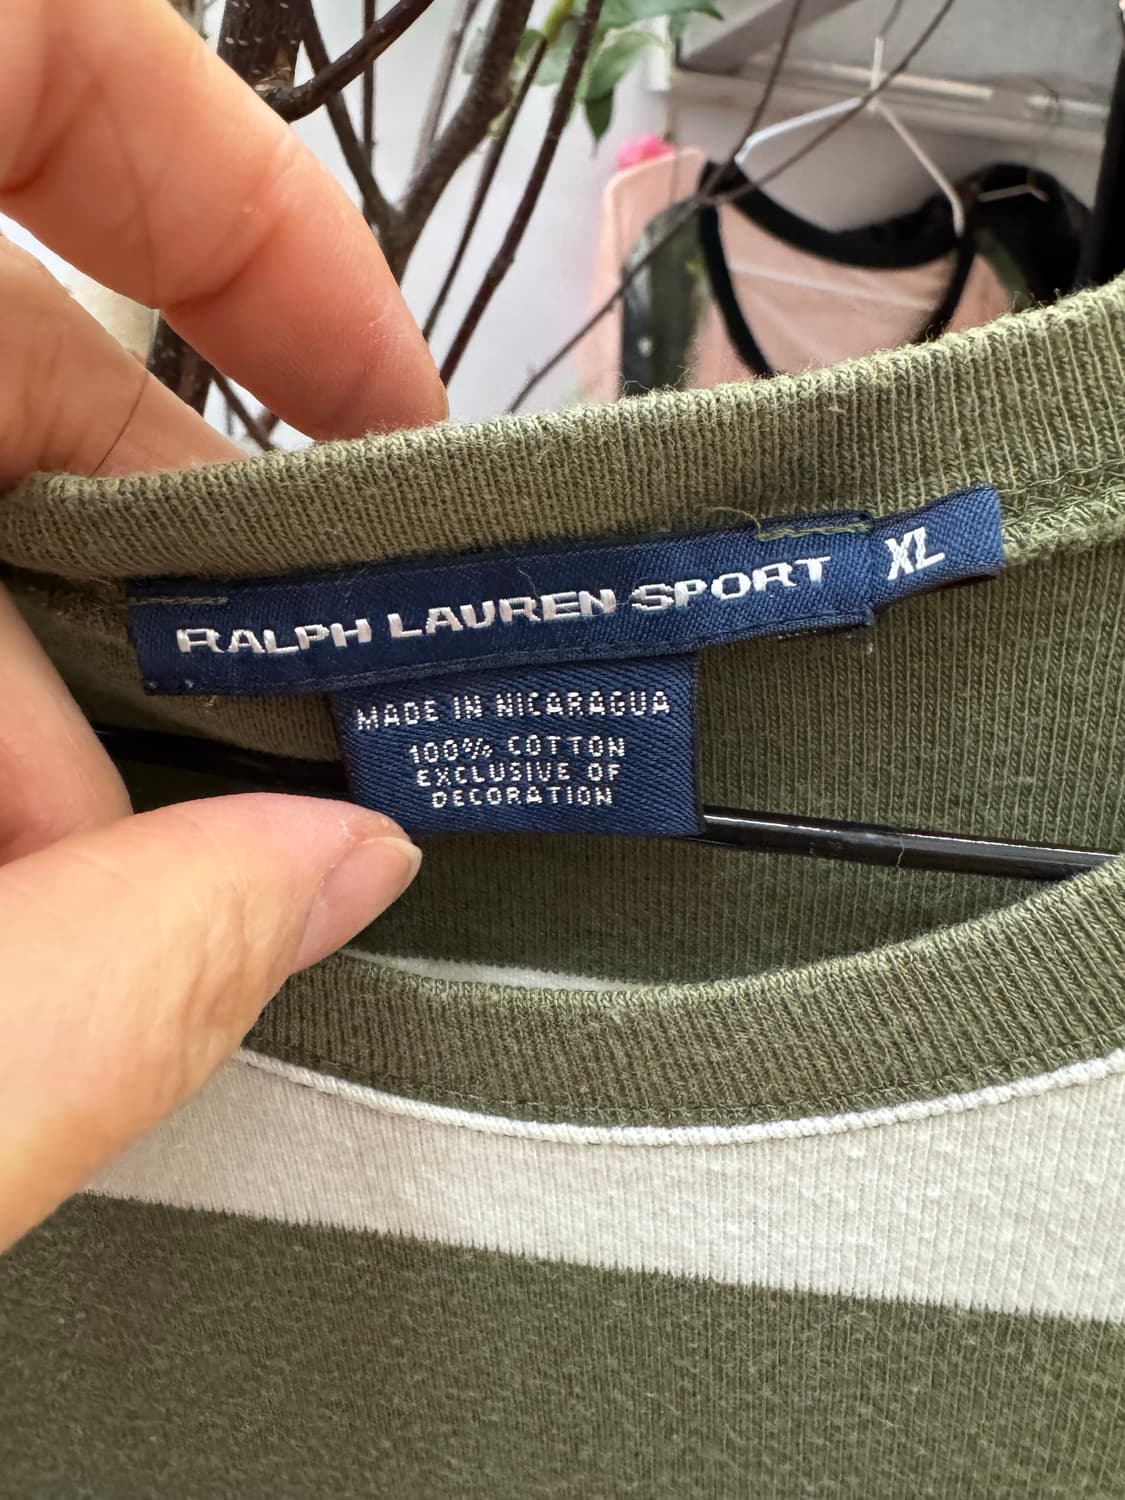 RALPH LAUREN SPORT XL
MADE IN NICARAGUA
100% COTTON
EXCLUSIVE OF
DECORATION